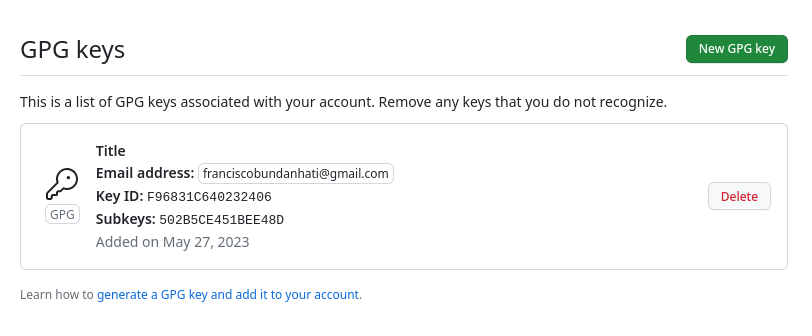 GPG keys
New GPG key
This is a list of GPG keys associated with your account. Remove any keys that you do not recognize.
Title
Email address: franciscobundanhati@gmail.com
Key ID: F96831C640232406
GPG
Subkeys: 502B5CE451BEE48D
Added on May 27, 2023
Delete
Learn how to generate a GPG key and add it to your account.